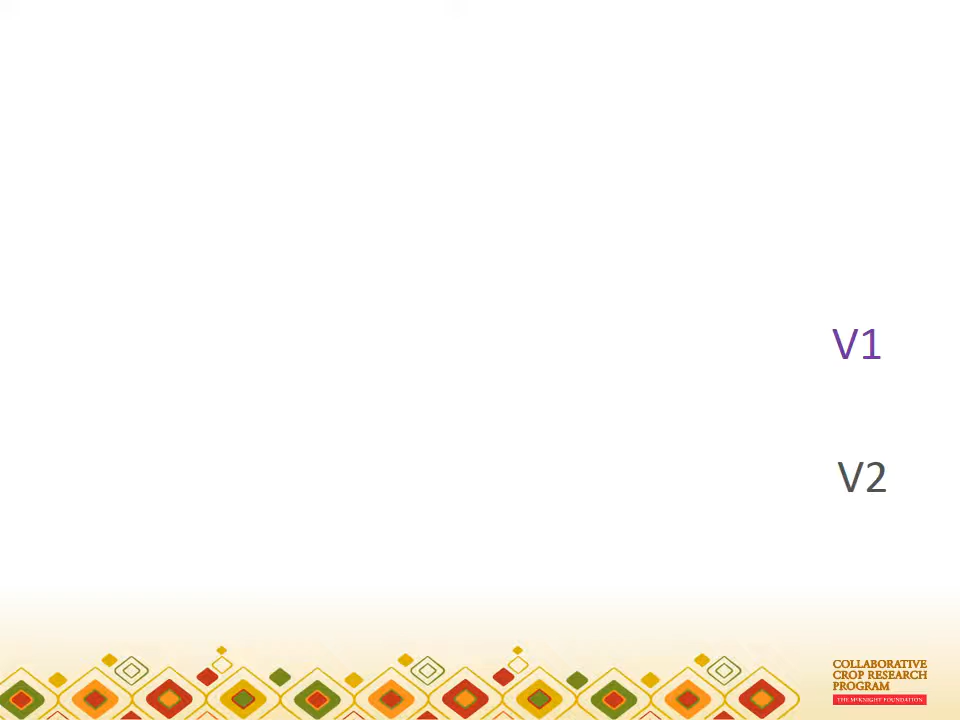 V1
V2
COLLABORATIVE
CROP RESEARCH
PROGRAM
THE McKNIGHT FOUNDATION